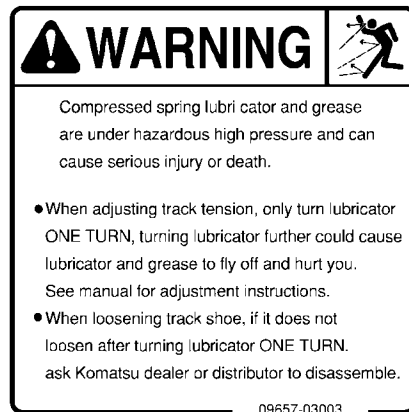 WARNING
Compressed spring lubri cator and grease
are under hazardous high pressure and can
cause serious injury or death.
●When adjusting track tension, only turn lubricator
ONE TURN, turning lubricator further could cause
lubricator and grease to fly off and hurt you.
See manual for adjustment instructions.
●When loosening track shoe, if it does not
loosen after turning lubricator ONE TURN.
ask Komatsu dealer or distributor to disassemble.
09657-03003